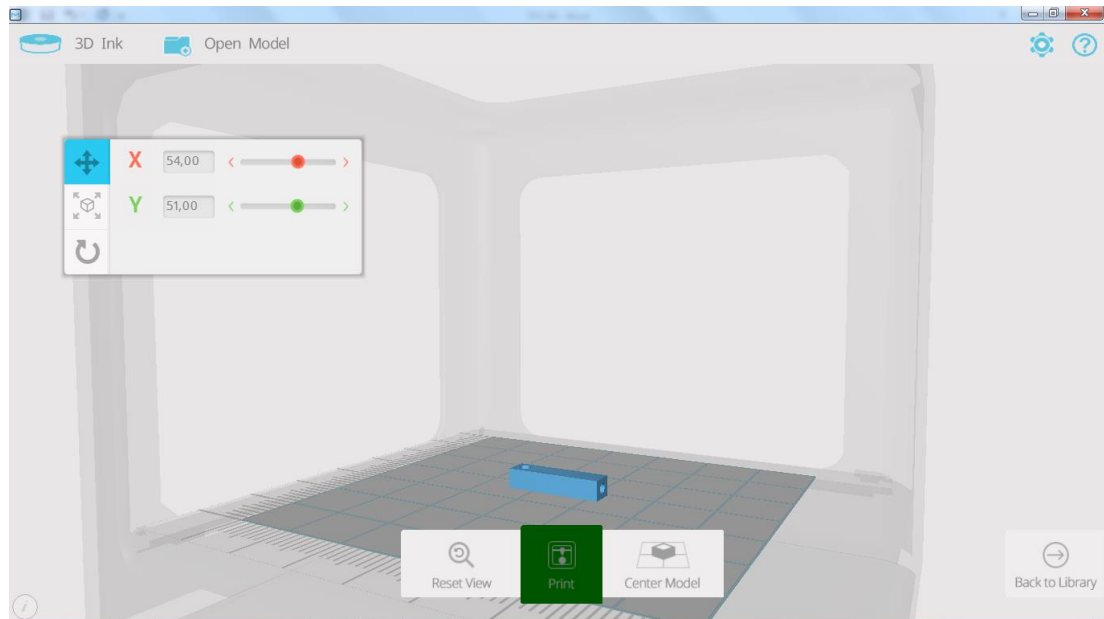 3D Ink
Open Model
X 54,00
Y 51,00
Reset View
Print
Center Model
Back to Library
i
?